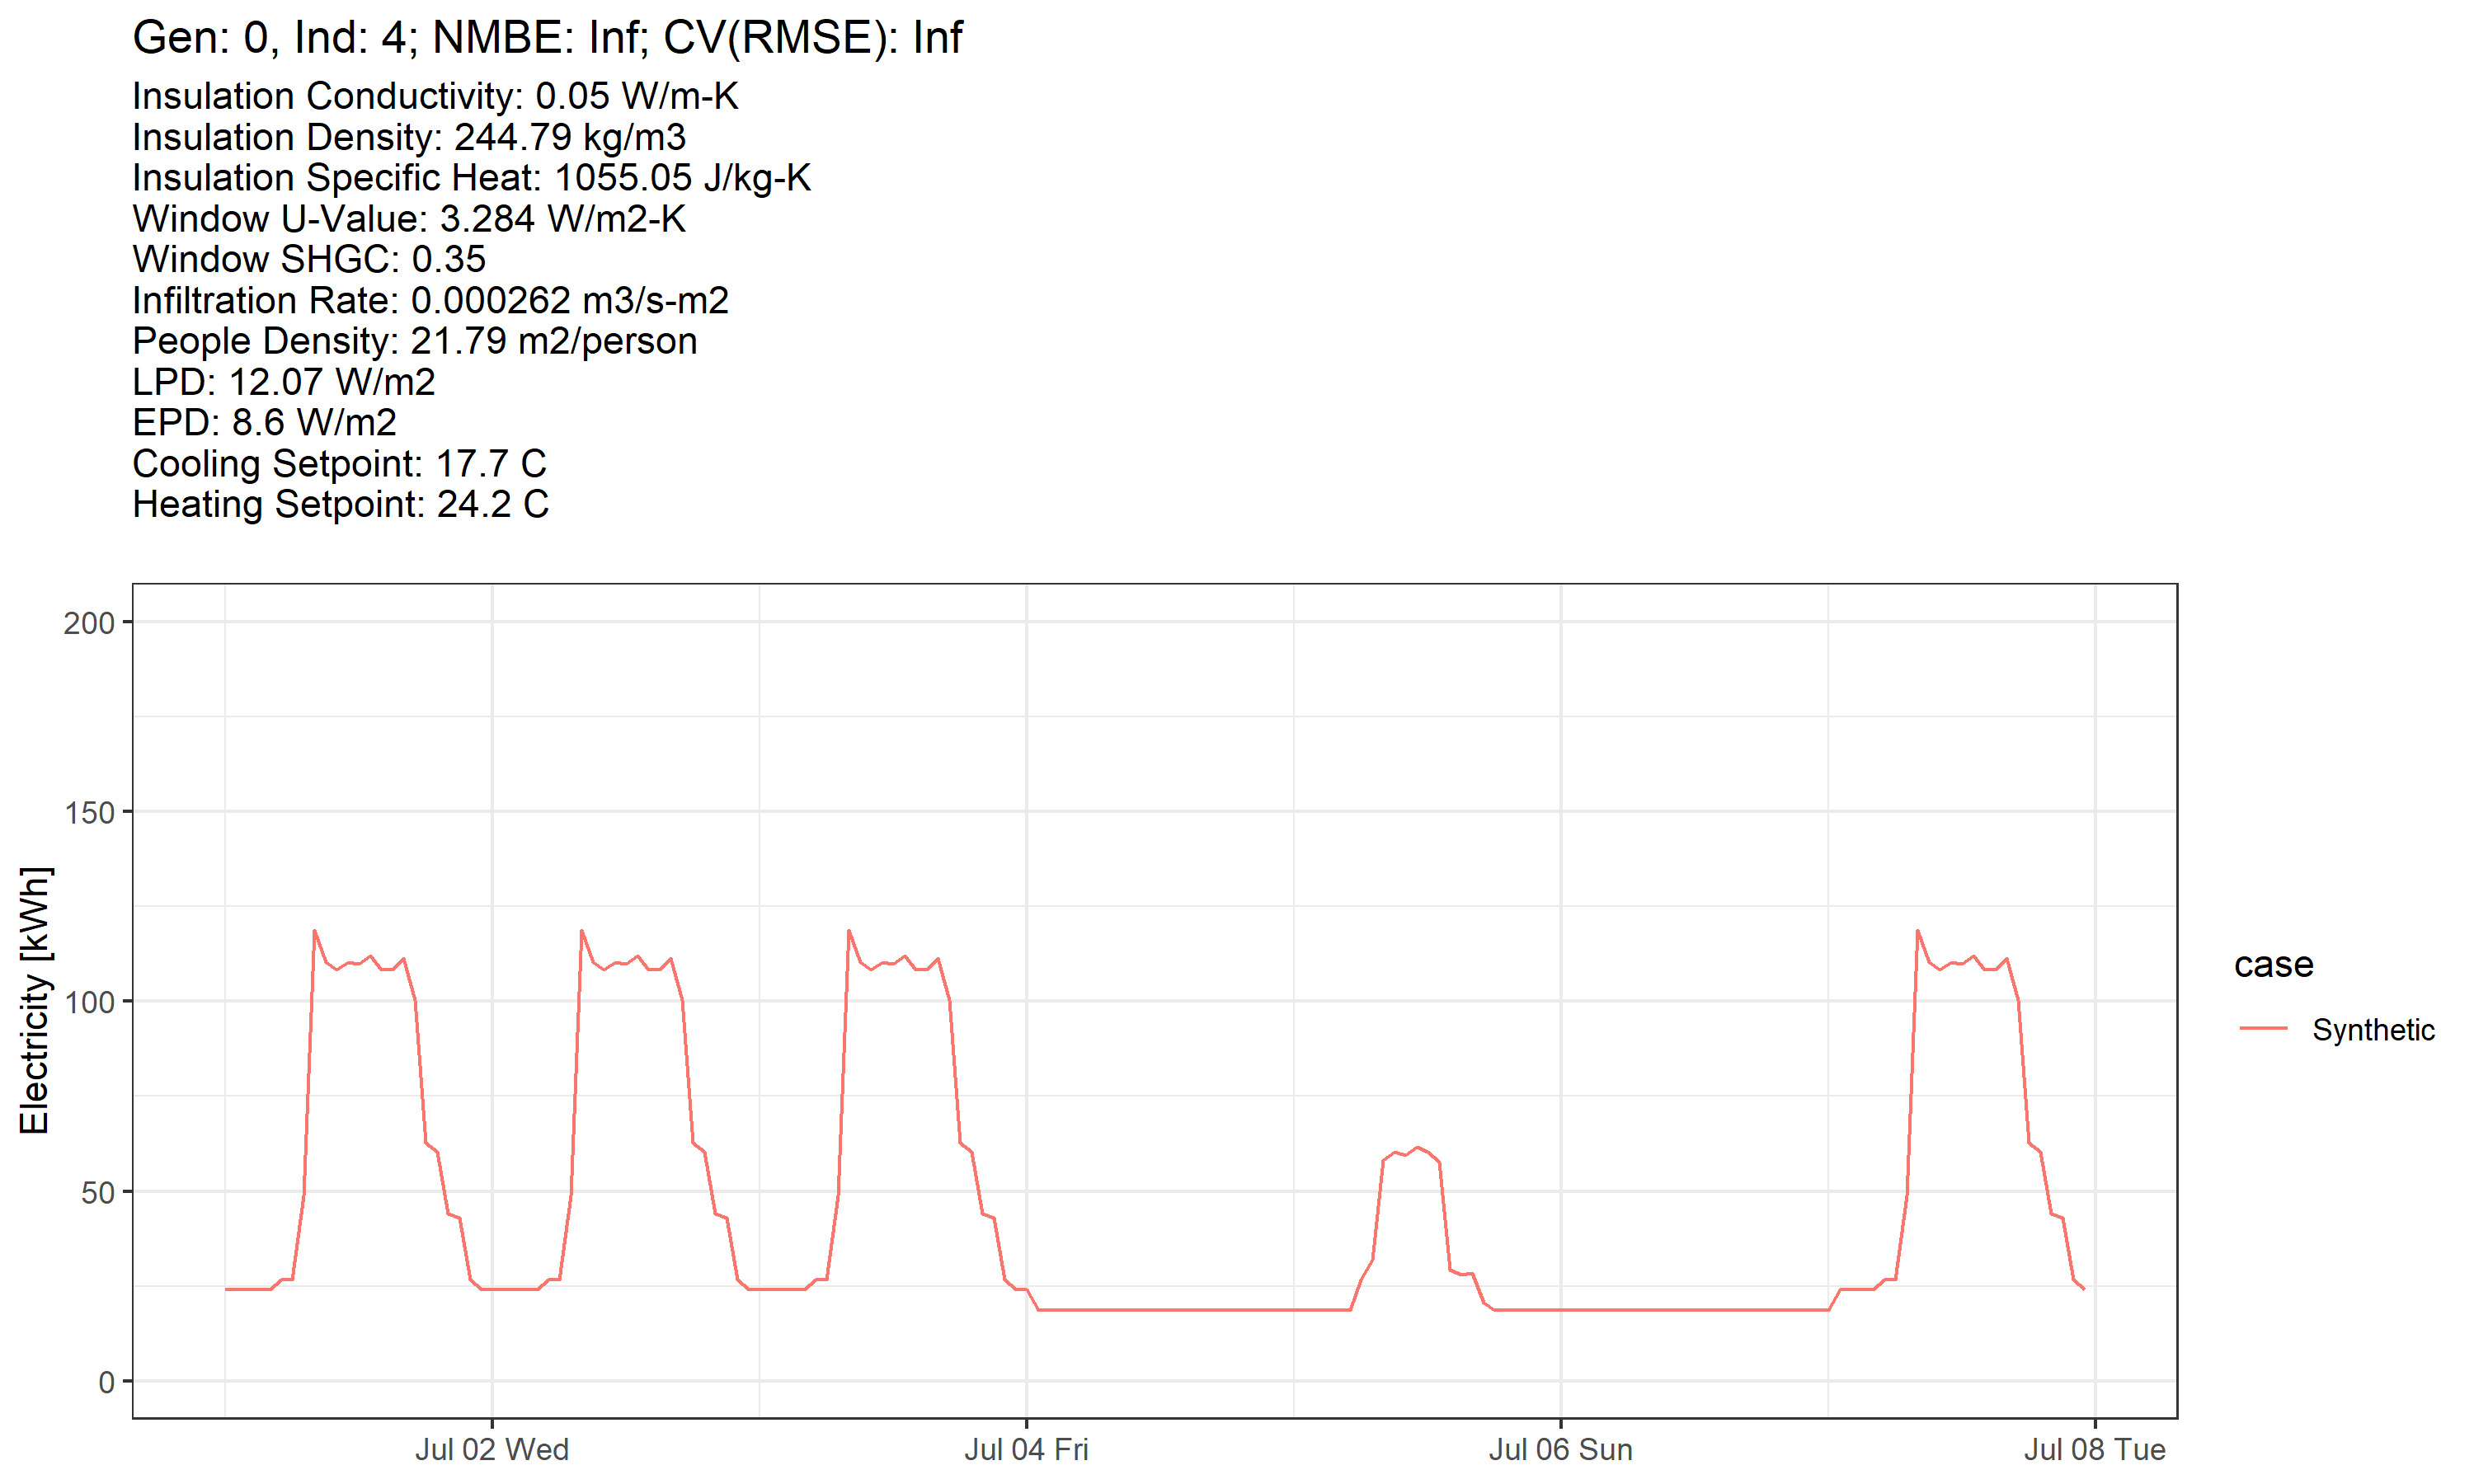 Gen: 0, Ind: 4; NMBE: Inf; CV(RMSE): Inf
Insulation Conductivity: 0.05 W/m-K
Insulation Density: 244.79 kg/m3
Insulation Specific Heat: 1055.05 J/kg-K
Window U-Value: 3.284 W/m2-K
Window SHGC: 0.35
Infiltration Rate: 0.000262 m3/s-m2
People Density: 21.79 m2/person
LPD: 12.07 W/m2
EPD: 8.6 W/m2
Cooling Setpoint: 17.7 C
Heating Setpoint: 24.2 C
Electricity [kWh]
200
150
100
50
0
Jul 02 Wed
Jul 04 Fri
Jul 06 Sun
Jul 08 Tue
case
Synthetic